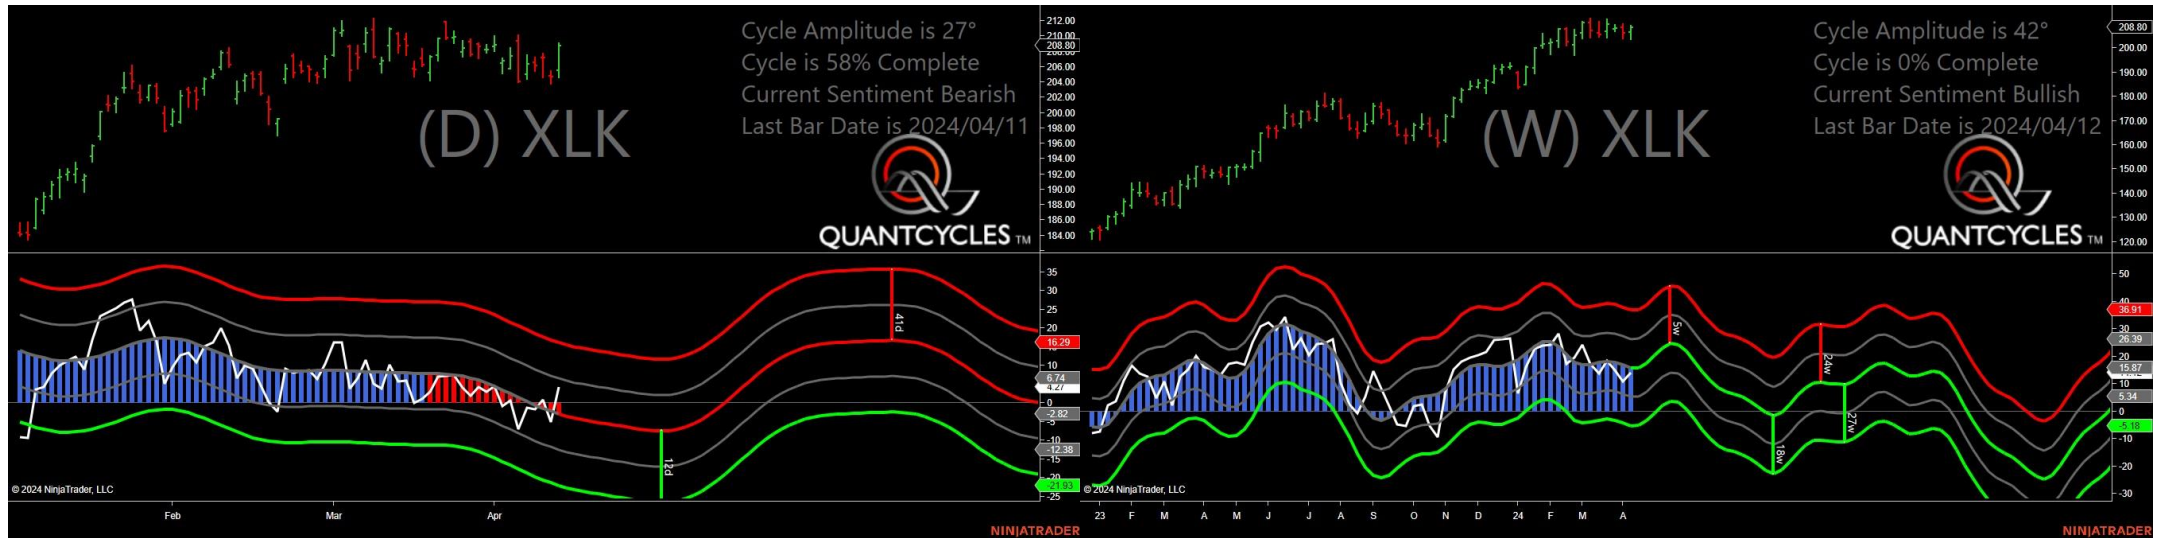 Cycle Amplitude is 27°
Cycle is 58% Complete
Current Sentiment Bearish
Last Bar Date is 2024/04/11
(D) XLK
QUANTCYCLES TM
212.00
210.00
208.80
206.00
204.00
202.00
200.00
198.00
196.00
194.00
192.00
190.00
188.00
186.00
184.00
35
30
25
20
16.29
6.74
4.27
0
-2.82
-5
-10
-12.38
-15
-21.93
-25
41d
12d
© 2024 NinjaTrader, LLC
Feb
Mar
Apr
NINJATRADER
Cycle Amplitude is 42°
Cycle is 0% Complete
Current Sentiment Bullish
Last Bar Date is 2024/04/12
(W) XLK
QUANTCYCLES TM
208.80
200.00
190.00
180.00
170.00
160.00
150.00
140.00
130.00
120.00
50
36.91
30
26.39
20
15.87
10
5.34
0
-5.18
-10
-20
-30
5w
24w
18w
27w
© 2024 NinjaTrader, LLC
23 F M A M J J A S O N D 24 F M A
NINJATRADER